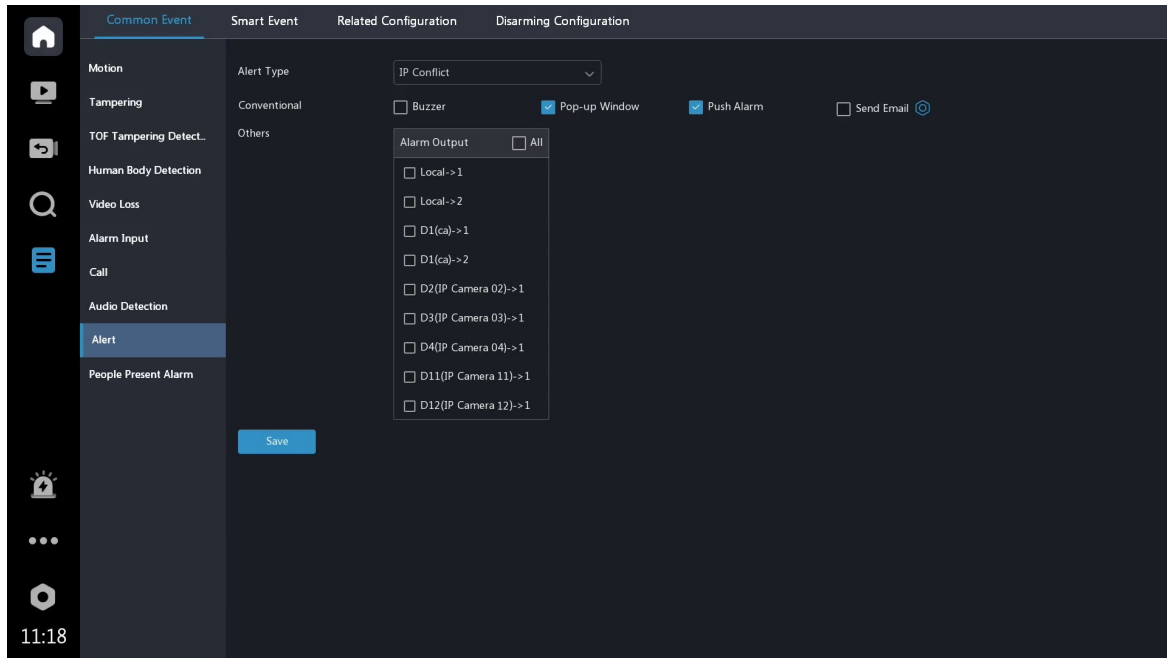 Common Event Smart Event Related Configuration Disarming Configuration
Motion
Tampering
TOF Tampering Detect..
Human Body Detection
Video Loss
Alarm Input
Call
Audio Detection
Alert
People Present Alarm
Alert Type IP Conflict
Conventional Buzzer Pop-up Window Push Alarm Send Email
Others
Alarm Output All
Local->1
Local->2
D1(ca)->1
D1(ca)->2
D2(IP Camera 02)->1
D3(IP Camera 03)->1
D4(IP Camera 04)->1
D11(IP Camera 11)->1
D12(IP Camera 12)->1
Save
11:18